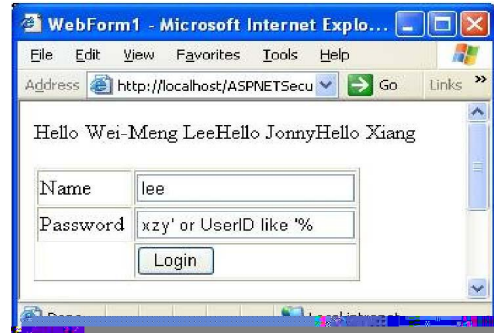 WebForm1 - Microsoft Internet Explo...
File Edit View Favorites Tools Help
Address http://localhost/ASPNETSecu Go Links »
Hello Wei-Meng LeeHello JonnyHello Xiang
Name lee
Password xzy' or UserID like '%
Login